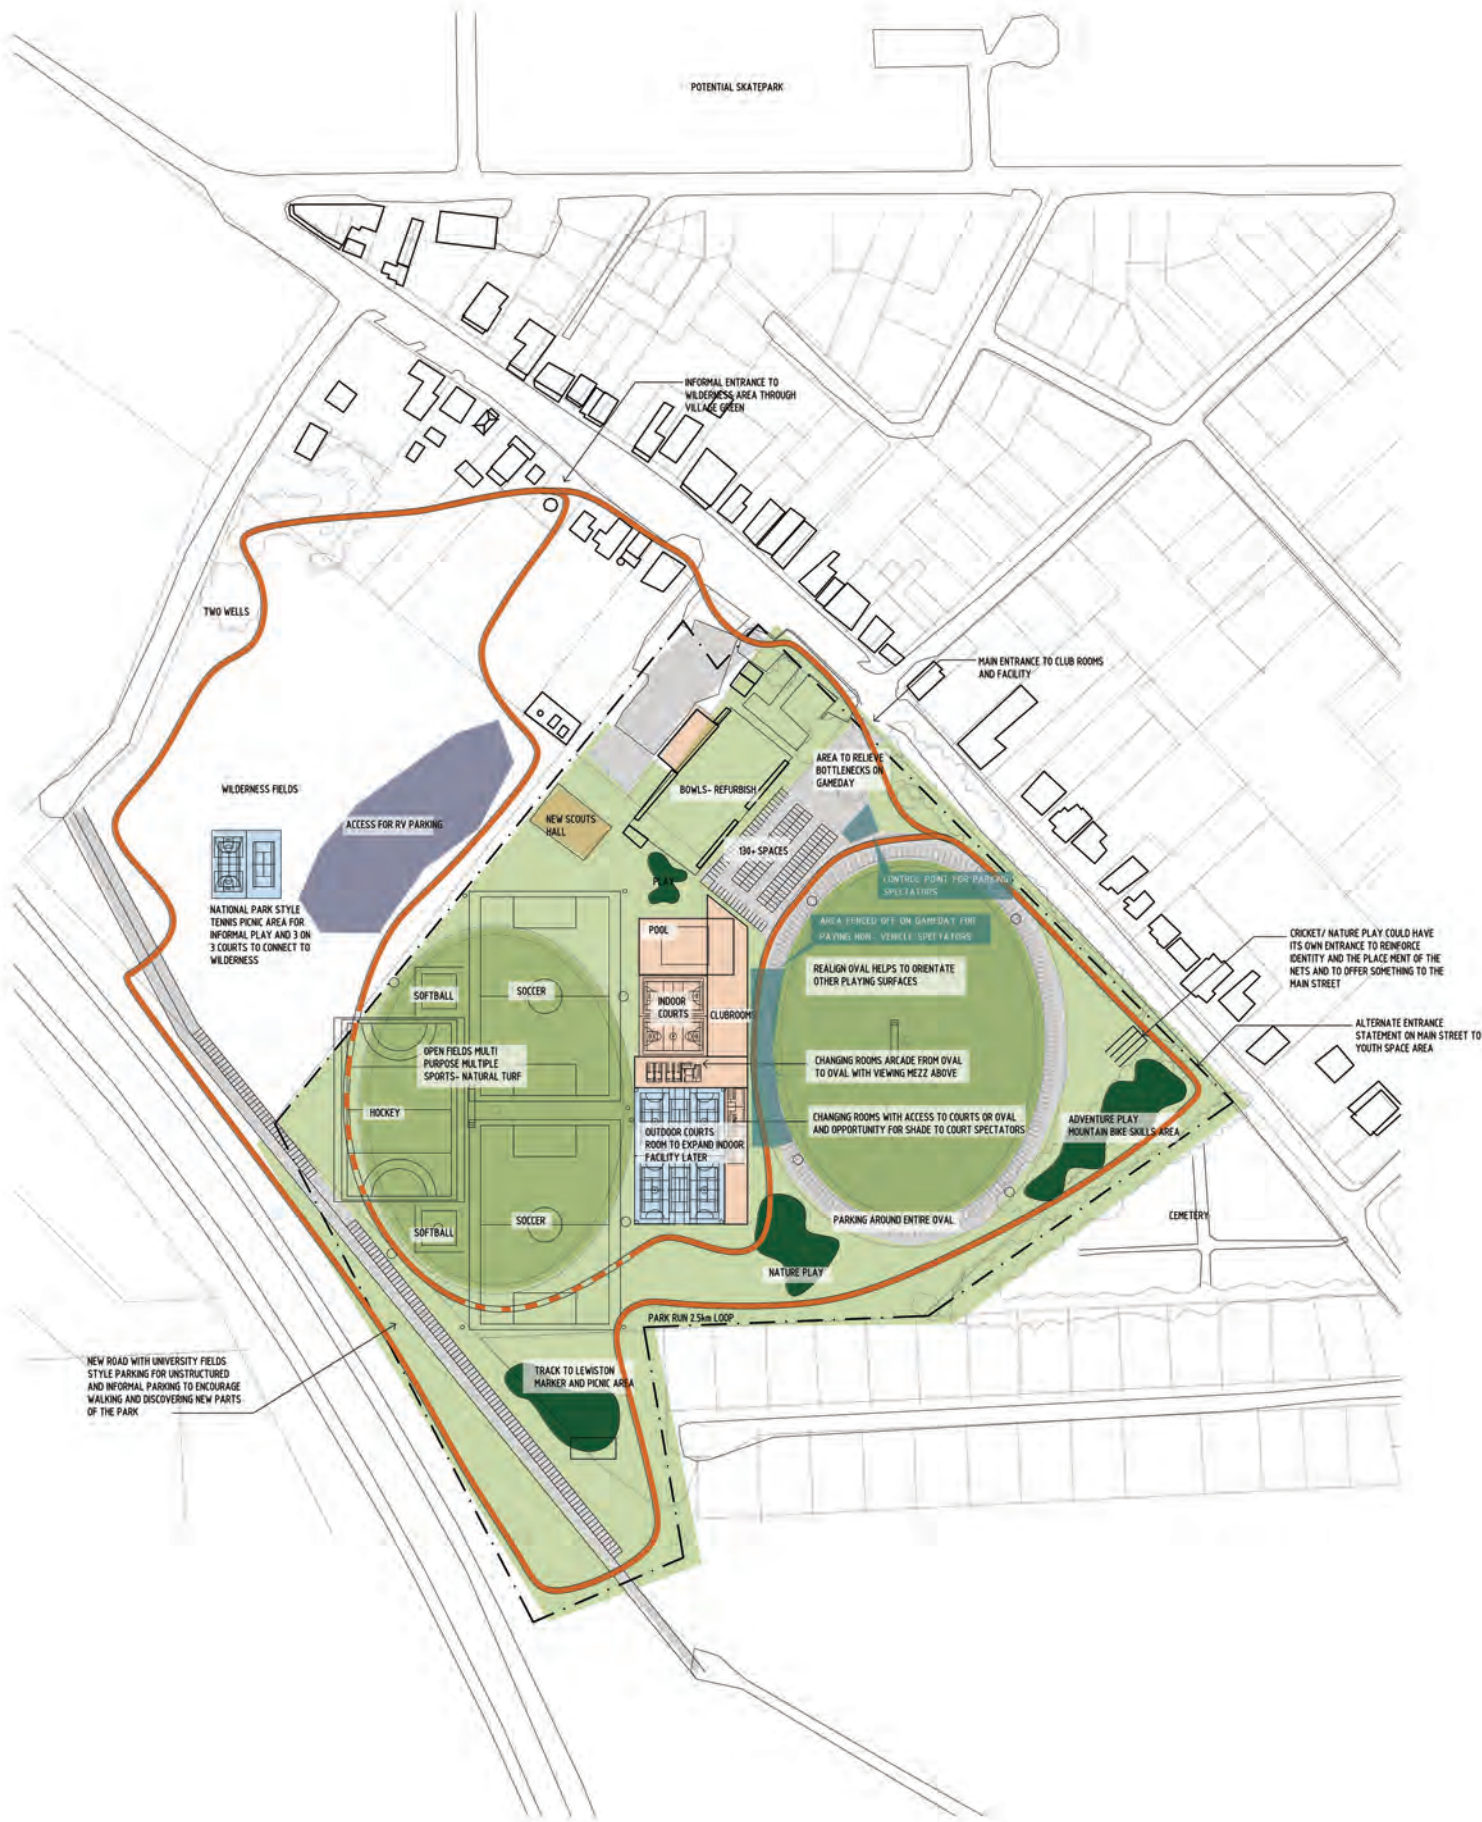 POTENTIAL SKATEPARK
INFORMAL ENTRANCE TO
WILDERNESS AREA THROUGH
VILLAGE GREEN
TWO WELLS
MAIN ENTRANCE TO CLUB ROOMS
AND FACILITY
AREA TO RELIEVE
BOTTLENECKS ON
GAMEDAY
WILDERNESS FIELDS
BOWLS- REFURBISH
ACCESS FOR RV PARKING
NEW SCOUTS
HALL
130+ SPACES
PLAY
CONTROL POINT FOR PARKING
SPECTATORS
NATIONAL PARK STYLE
TENNIS PICNIC AREA FOR
INFORMAL PLAY AND 3 ON
3 COURTS TO CONNECT TO
WILDERNESS
AREA FENCED OFF ON GAMEDAY FOR
PAYING NON- VEHICLE SPECTATORS
POOL
REALIGN OVAL HELPS TO ORIENTATE
OTHER PLAYING SURFACES
CRICKET/ NATURE PLAY COULD HAVE
ITS OWN ENTRANCE TO REINFORCE
IDENTITY AND THE PLACE MENT OF THE
NETS AND TO OFFER SOMETHING TO THE
MAIN STREET
SOFTBALL
SOCCER
INDOOR
COURTS
CLUBROOMS
ALTERNATE ENTRANCE
STATEMENT ON MAIN STREET TO
YOUTH SPACE AREA
OPEN FIELDS MULTI
PURPOSE MULTIPLE
SPORTS- NATURAL TURF
CHANGING ROOMS ARCADE FROM OVAL
TO OVAL WITH VIEWING MEZZ ABOVE
HOCKEY
CHANGING ROOMS WITH ACCESS TO COURTS OR OVAL
AND OPPORTUNITY FOR SHADE TO COURT SPECTATORS
OUTDOOR COURTS
ROOM TO EXPAND INDOOR
FACILITY LATER
ADVENTURE PLAY
MOUNTAIN BIKE SKILLS AREA
SOFTBALL
SOCCER
PARKING AROUND ENTIRE OVAL
CEMETERY
NATURE PLAY
PARK RUN 2.5km LOOP
NEW ROAD WITH UNIVERSITY FIELDS
STYLE PARKING FOR UNSTRUCTURED
AND INFORMAL PARKING TO ENCOURAGE
WALKING AND DISCOVERING NEW PARTS
OF THE PARK
TRACK TO LEWISTON
MARKER AND PICNIC AREA